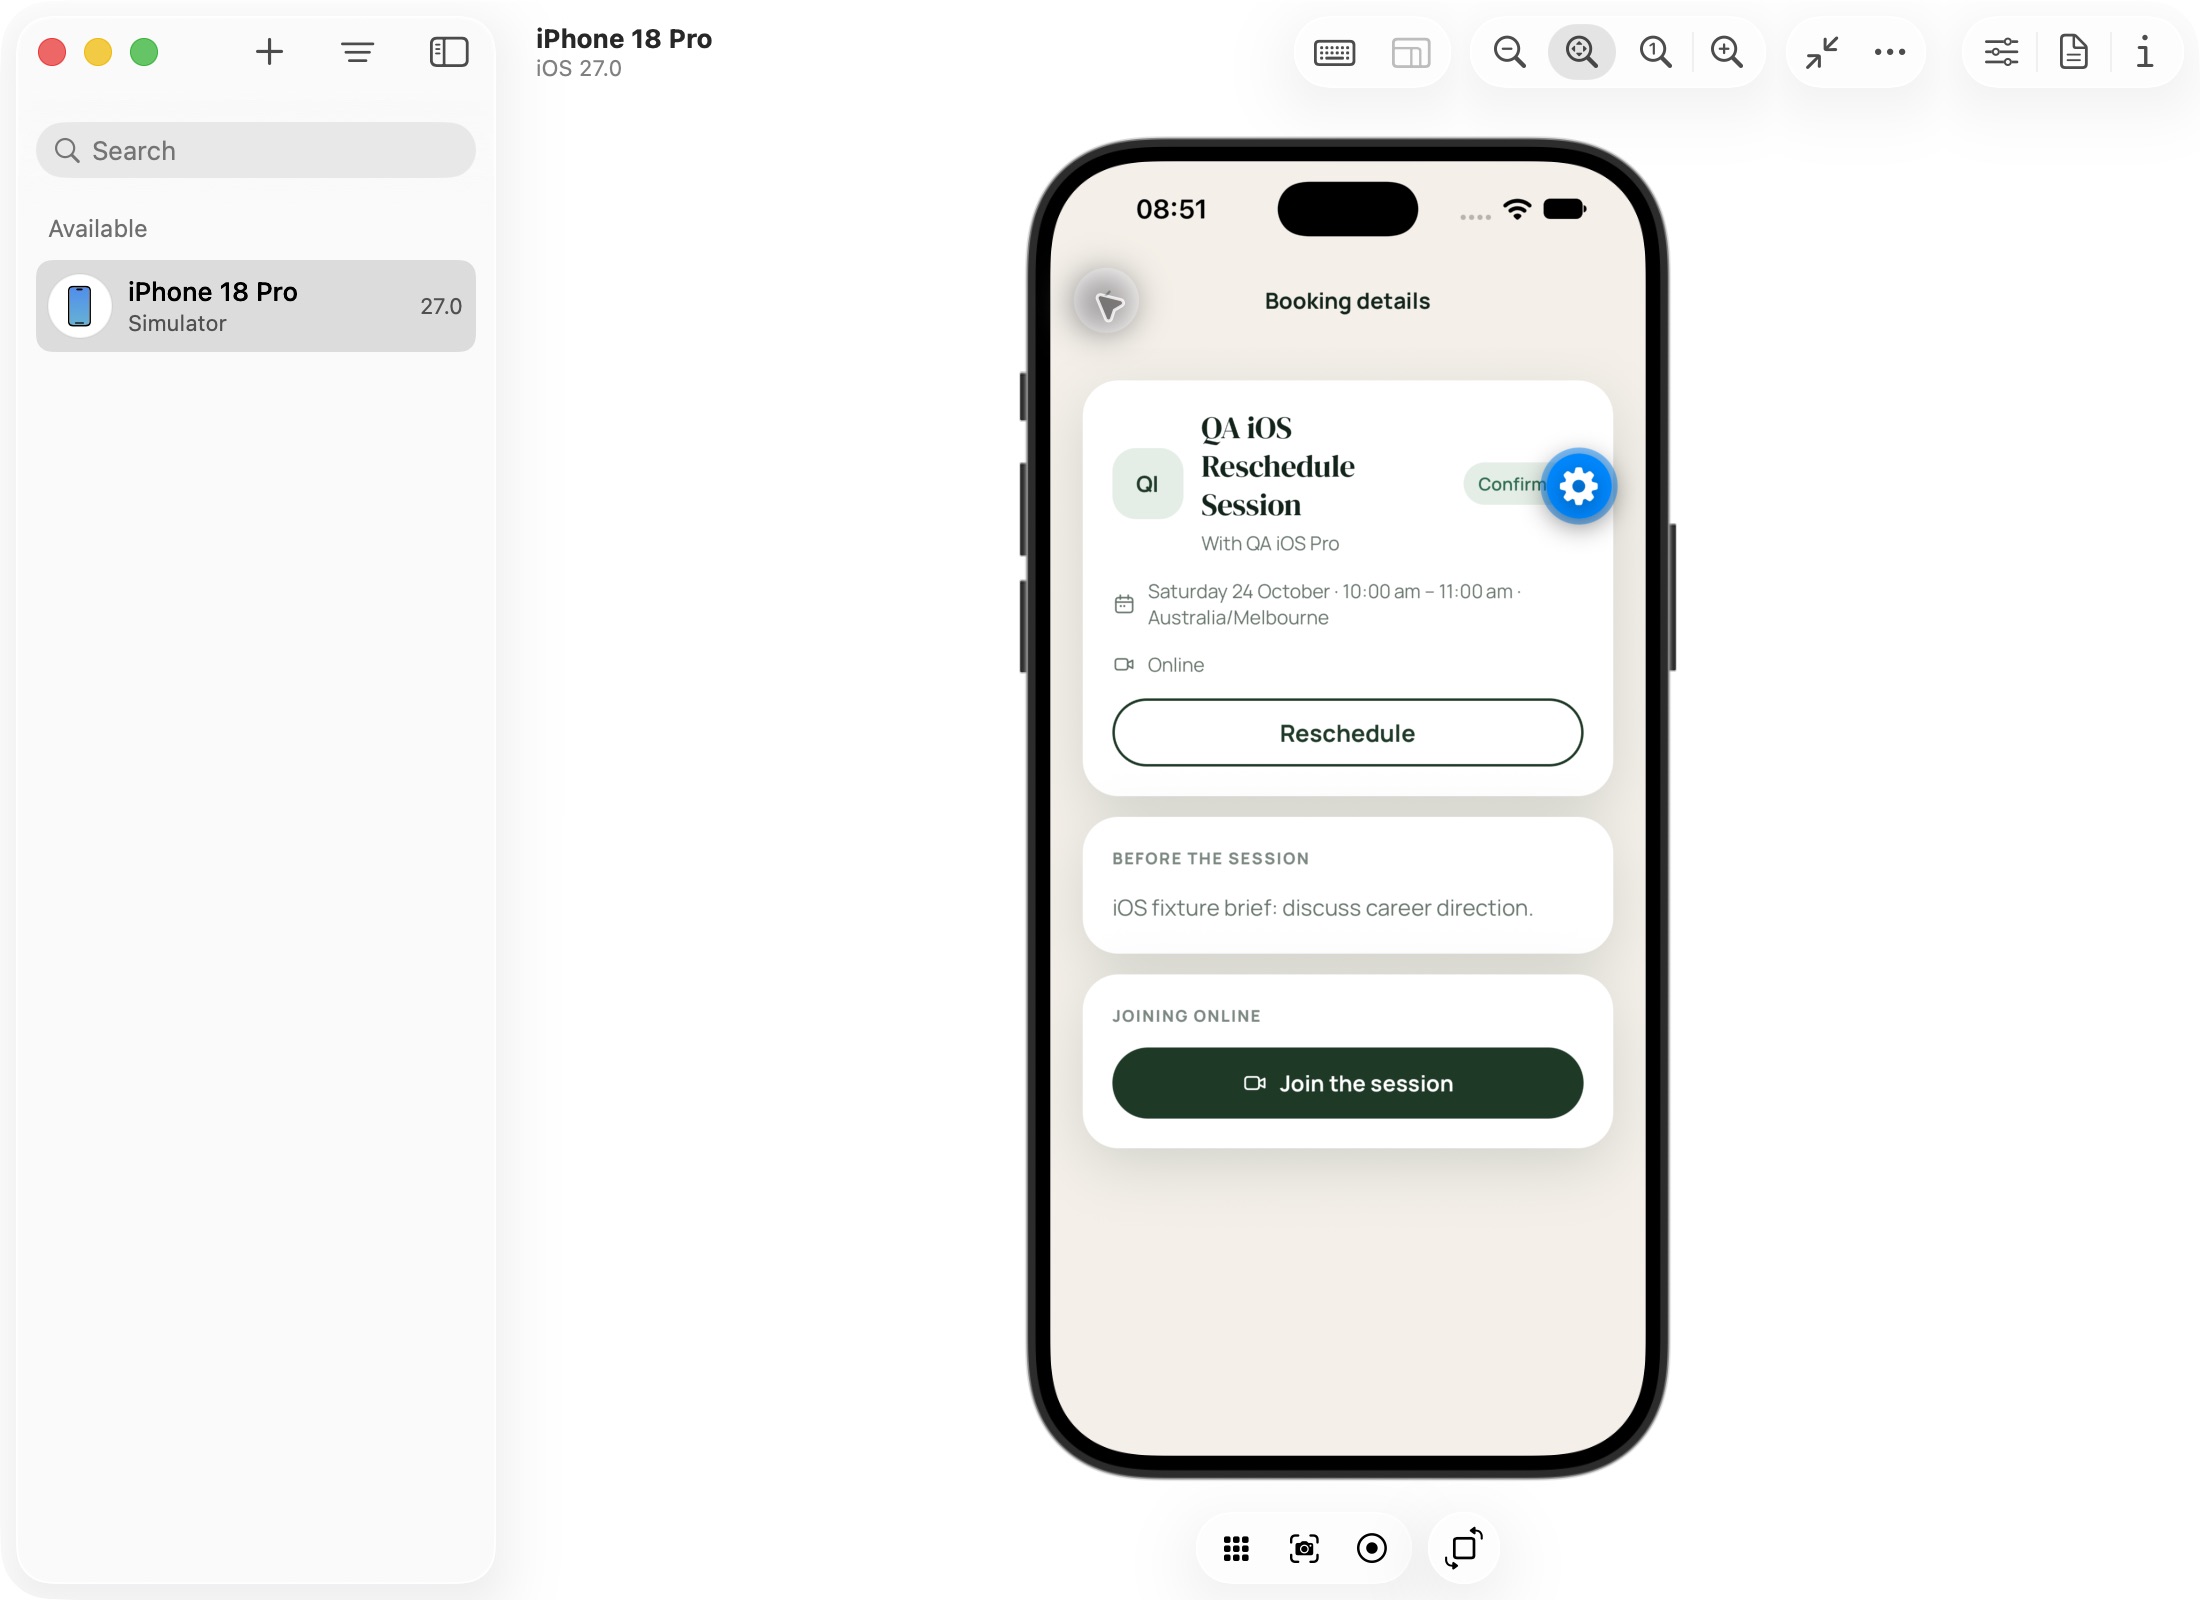 iPhone 18 Pro
iOS 27.0
Search
Available
iPhone 18 Pro
Simulator
27.0
08:51
Booking details
QI
QA iOS
Reschedule
Session
With QA iOS Pro
Confirm
Saturday 24 October · 10:00 am – 11:00 am ·
Australia/Melbourne
Online
Reschedule
BEFORE THE SESSION
iOS fixture brief: discuss career direction.
JOINING ONLINE
Join the session